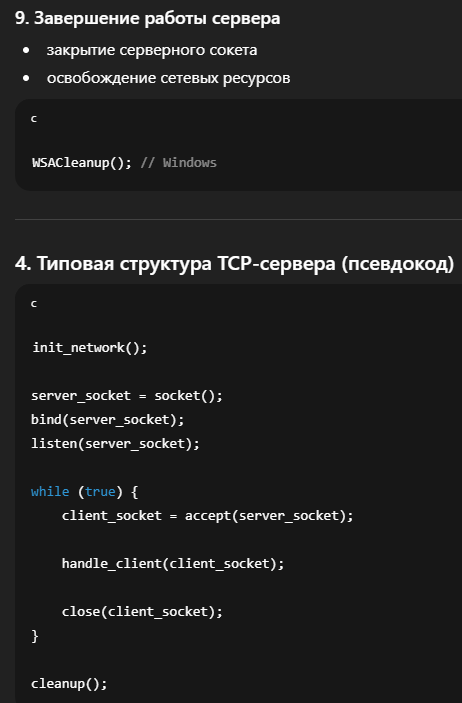 9. Завершение работы сервера
• закрытие серверного сокета
• освобождение сетевых ресурсов
c
WSACleanup(); // Windows
4. Типовая структура TCP-сервера (псевдокод)
c
init_network();
server_socket = socket();
bind(server_socket);
listen(server_socket);
while (true) {
client_socket = accept(server_socket);
handle_client(client_socket);
close(client_socket);
}
cleanup();